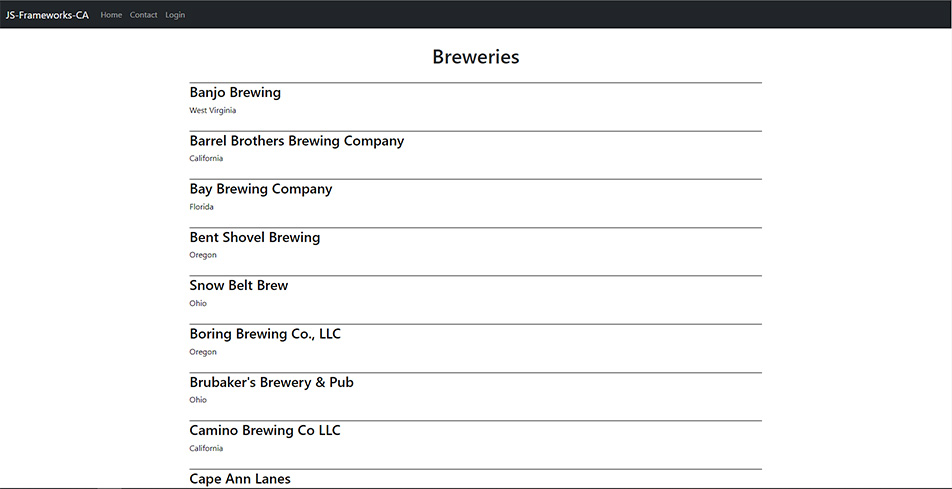 JS-Frameworks-CA Home Contact Login
Breweries
Banjo Brewing
West Virginia
Barrel Brothers Brewing Company
California
Bay Brewing Company
Florida
Bent Shovel Brewing
Oregon
Snow Belt Brew
Ohio
Boring Brewing Co., LLC
Oregon
Brubaker's Brewery & Pub
Ohio
Camino Brewing Co LLC
California
Cape Ann Lanes